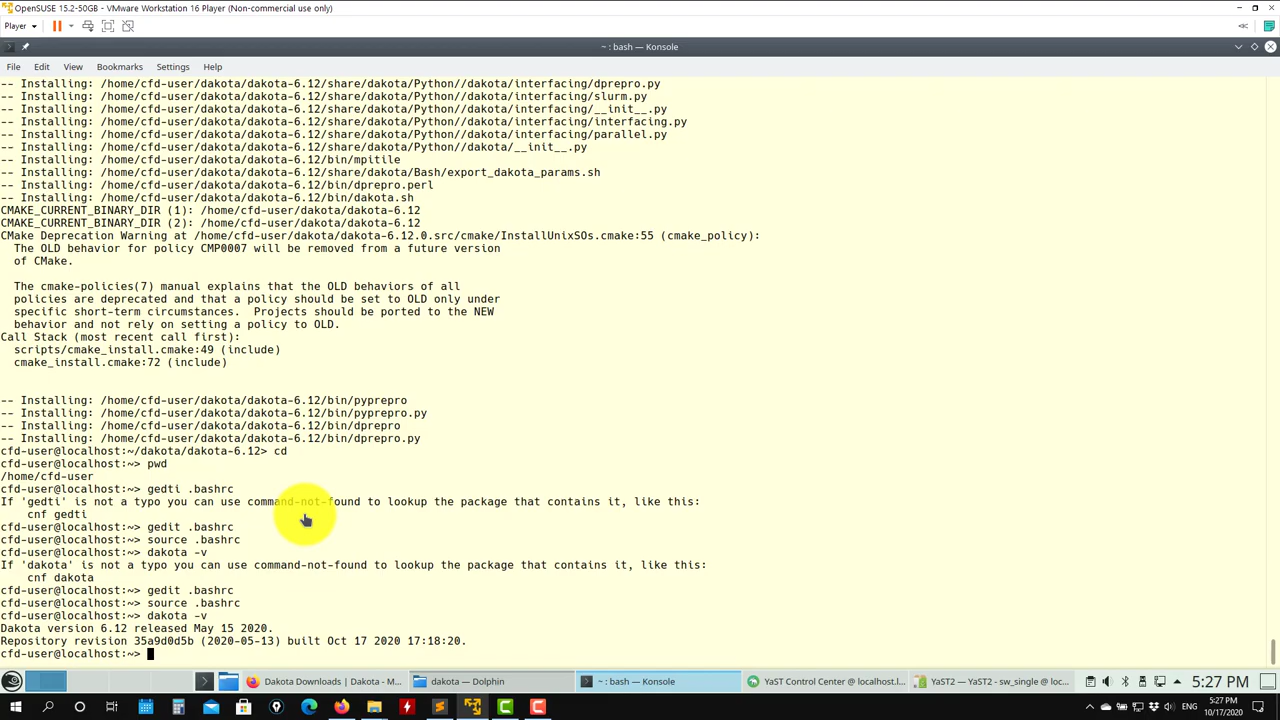 OpenSUSE 15.2-50GB - VMware Workstation 16 Player (Non-commercial use only)
Player
~ : bash — Konsole
File Edit View Bookmarks Settings Help
-- Installing: /home/cfd-user/dakota/dakota-6.12/share/dakota/Python//dakota/interfacing/dprepro.py
-- Installing: /home/cfd-user/dakota/dakota-6.12/share/dakota/Python//dakota/interfacing/slurm.py
-- Installing: /home/cfd-user/dakota/dakota-6.12/share/dakota/Python//dakota/interfacing/__init__.py
-- Installing: /home/cfd-user/dakota/dakota-6.12/share/dakota/Python//dakota/interfacing/interfacing.py
-- Installing: /home/cfd-user/dakota/dakota-6.12/share/dakota/Python//dakota/interfacing/parallel.py
-- Installing: /home/cfd-user/dakota/dakota-6.12/share/dakota/Python//dakota/__init__.py
-- Installing: /home/cfd-user/dakota/dakota-6.12/bin/mpitile
-- Installing: /home/cfd-user/dakota/dakota-6.12/share/dakota/Bash/export_dakota_params.sh
-- Installing: /home/cfd-user/dakota/dakota-6.12/bin/dprepro.perl
-- Installing: /home/cfd-user/dakota/dakota-6.12/bin/dakota.sh
CMAKE_CURRENT_BINARY_DIR (1): /home/cfd-user/dakota/dakota-6.12
CMAKE_CURRENT_BINARY_DIR (2): /home/cfd-user/dakota/dakota-6.12
CMake Deprecation Warning at /home/cfd-user/dakota/dakota-6.12.0.src/cmake/InstallUnixSOs.cmake:55 (cmake_policy):
The OLD behavior for policy CMP0007 will be removed from a future version
of CMake.
The cmake-policies(7) manual explains that the OLD behaviors of all
policies are deprecated and that a policy should be set to OLD only under
specific short-term circumstances. Projects should be ported to the NEW
behavior and not rely on setting a policy to OLD.
Call Stack (most recent call first):
scripts/cmake_install.cmake:49 (include)
cmake_install.cmake:72 (include)
-- Installing: /home/cfd-user/dakota/dakota-6.12/bin/pyprepro
-- Installing: /home/cfd-user/dakota/dakota-6.12/bin/pyprepro.py
-- Installing: /home/cfd-user/dakota/dakota-6.12/bin/dprepro
-- Installing: /home/cfd-user/dakota/dakota-6.12/bin/dprepro.py
cfd-user@localhost:~/dakota/dakota-6.12> cd
cfd-user@localhost:~> pwd
/home/cfd-user
cfd-user@localhost:~> gedti .bashrc
If 'gedti' is not a typo you can use command-not-found to lookup the package that contains it, like this:
cnf gedti
cfd-user@localhost:~> gedit .bashrc
cfd-user@localhost:~> source .bashrc
cfd-user@localhost:~> dakota -v
If 'dakota' is not a typo you can use command-not-found to lookup the package that contains it, like this:
cnf dakota
cfd-user@localhost:~> gedit .bashrc
cfd-user@localhost:~> source .bashrc
cfd-user@localhost:~> dakota -v
Dakota version 6.12 released May 15 2020.
Repository revision 35a9d0d5b (2020-05-13) built Oct 17 2020 17:18:20.
cfd-user@localhost:~>
Dakota Downloads | Dakota - M... dakota — Dolphin ~ : bash — Konsole YaST Control Center @ localhost.l... YaST2 — YaST2 - sw_single @ loc... 5:27 PM
5:27 PM
10/17/2020